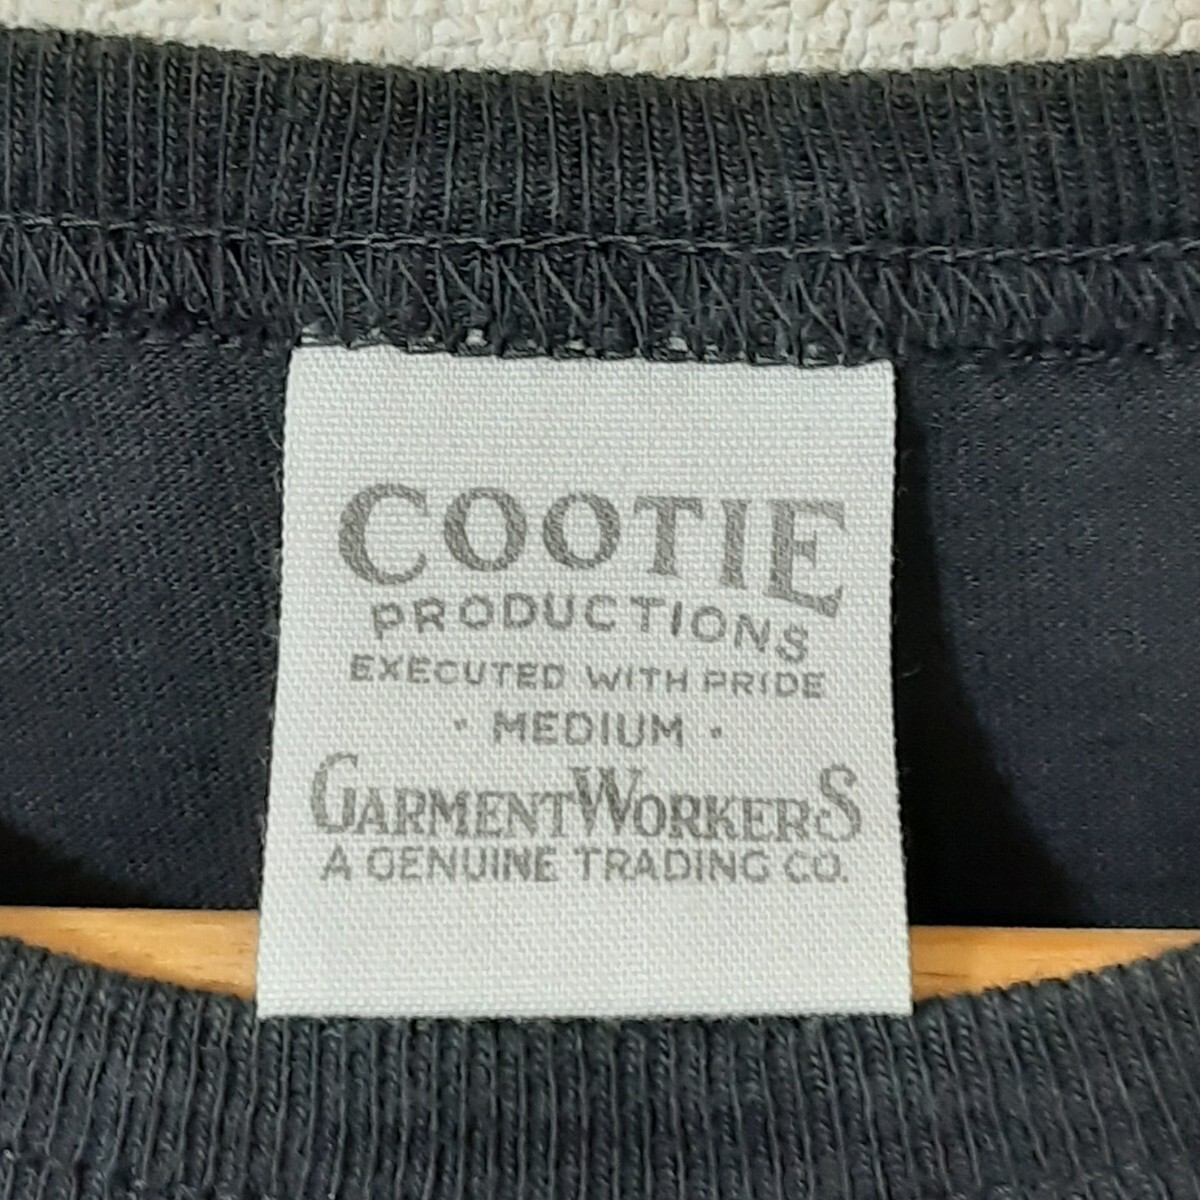 COOTIE
PRODUCTIONS
EXECUTED WITH PRIDE
· MEDIUM ·
GARMENTWORKERS
A GENUINE TRADING CO.